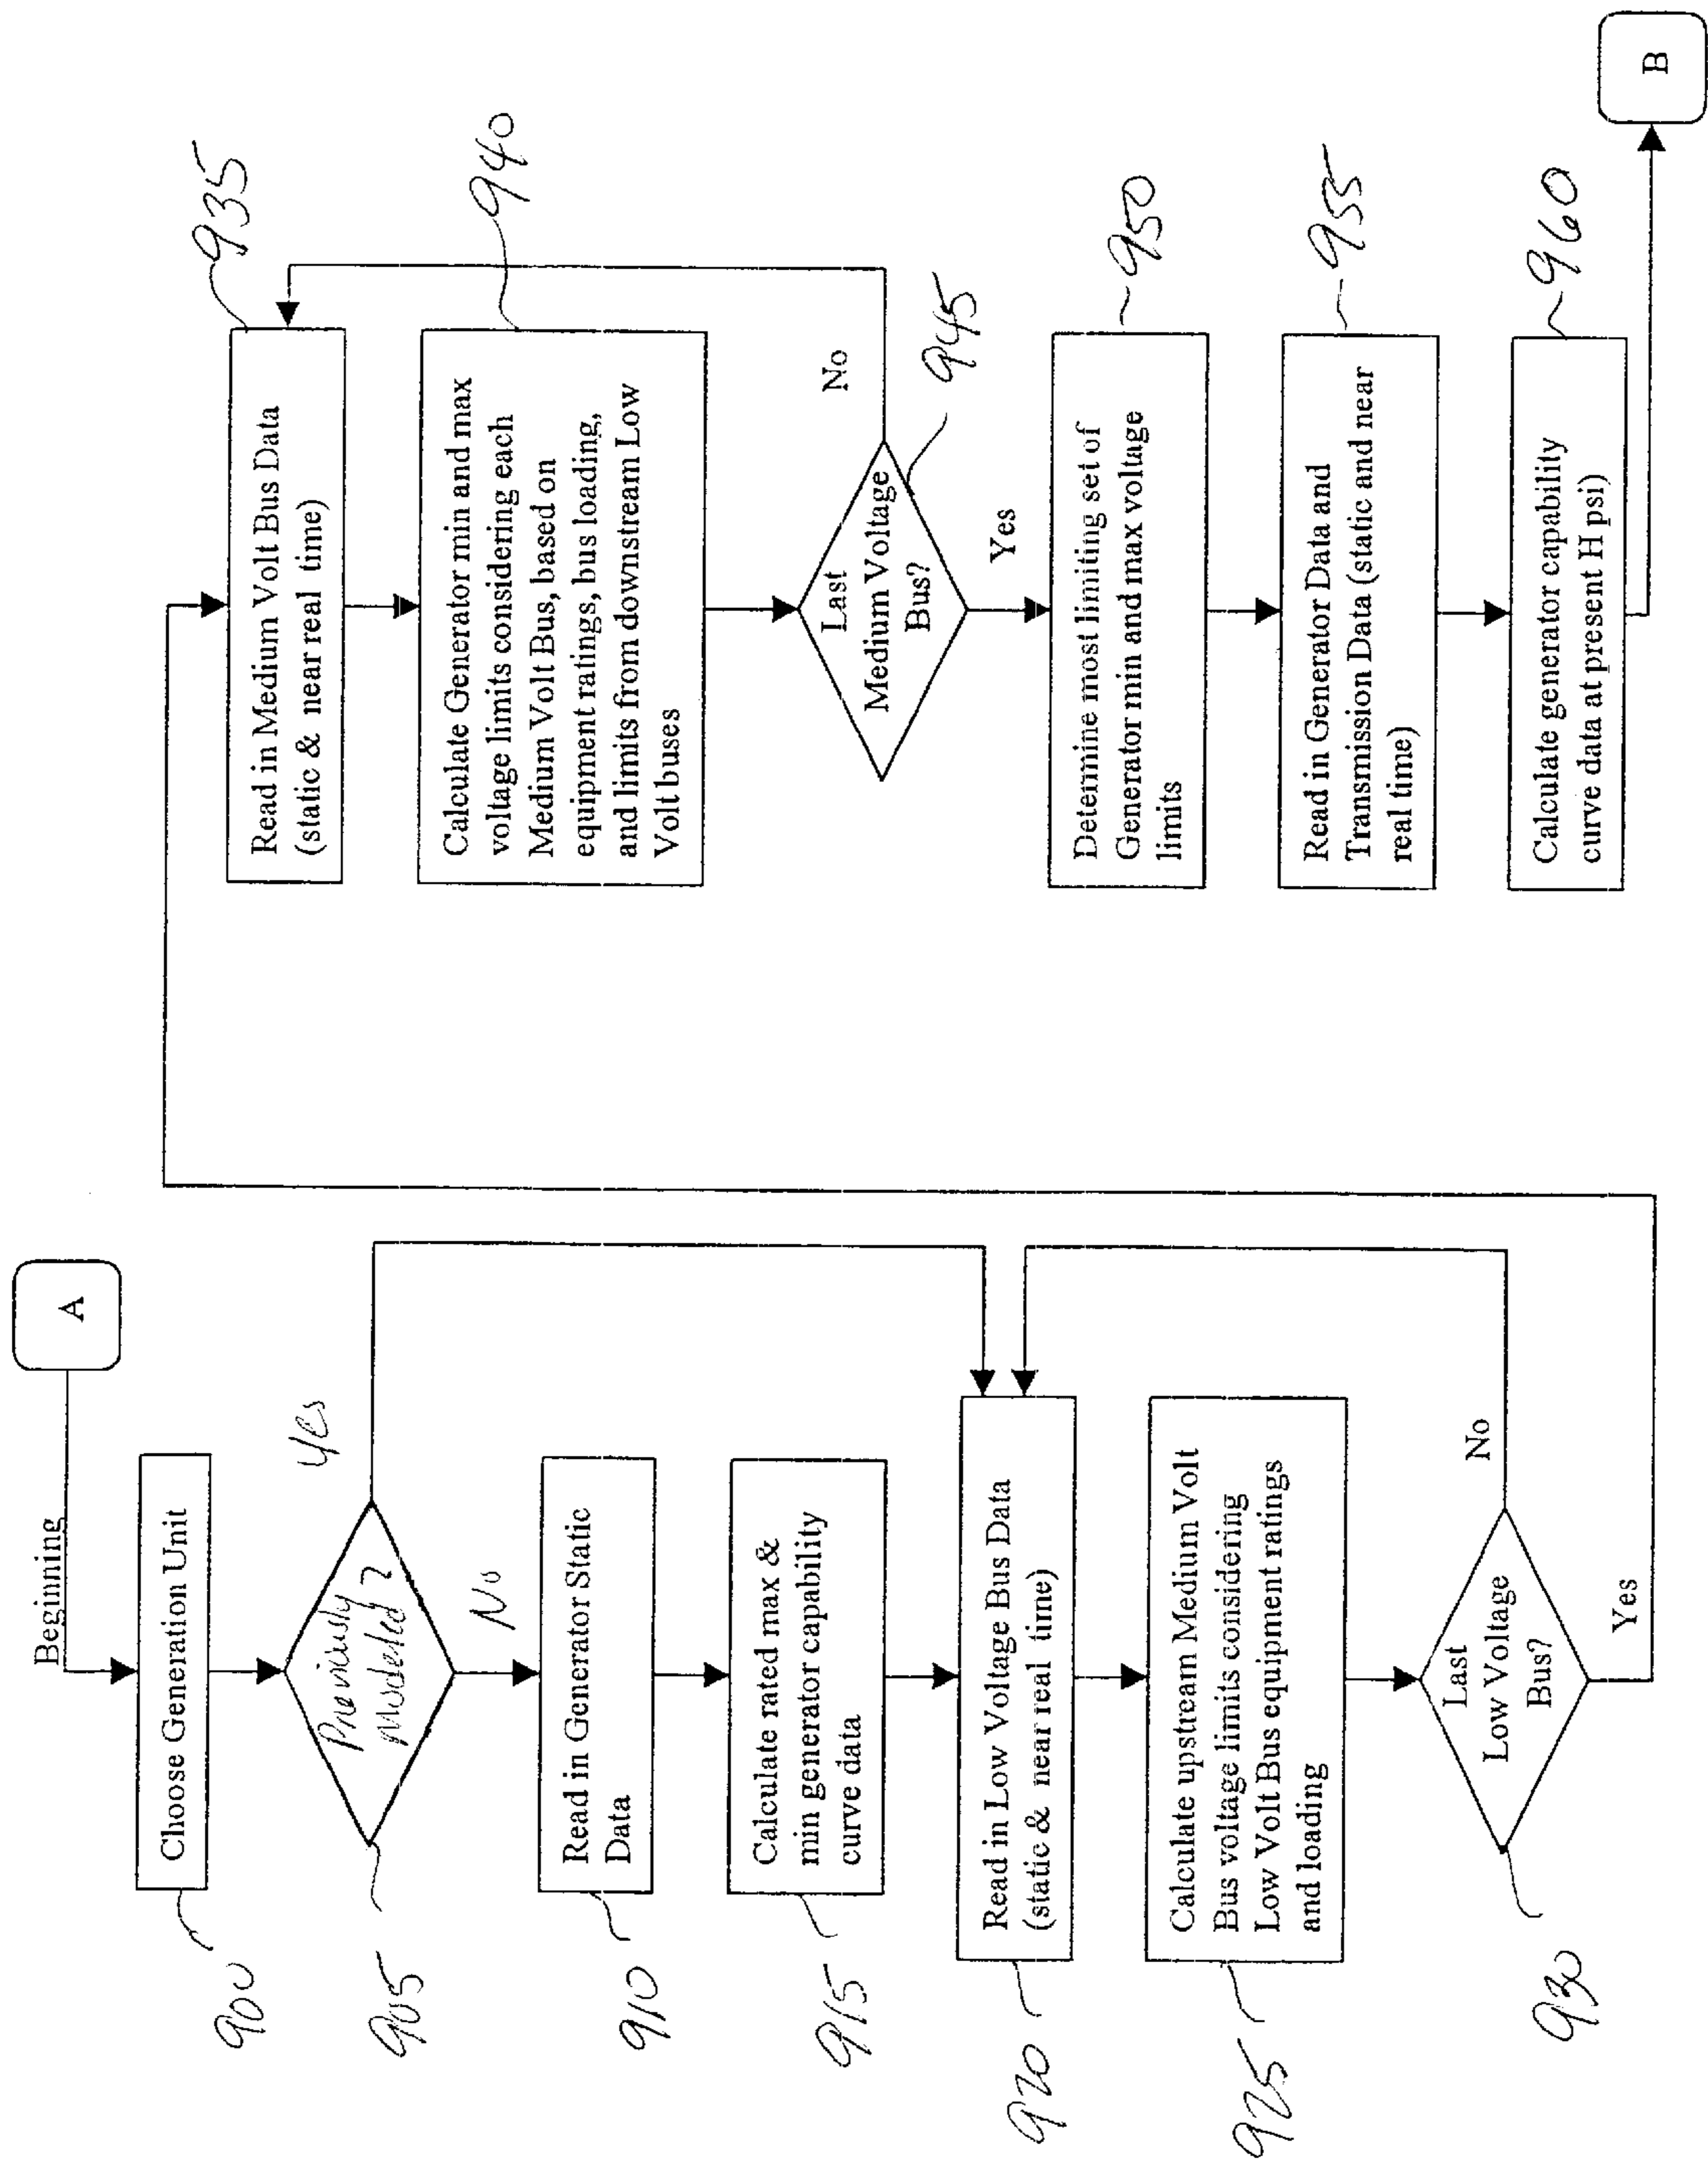 A
Beginning
Choose Generation Unit
900
Previously
modeled?
Yes
No
905
Read in Generator Static
Data
910
Calculate rated max &
min generator capability
curve data
915
Read in Low Voltage Bus Data
(static & near real time)
920
Calculate upstream Medium Volt
Bus voltage limits considering
Low Volt Bus equipment ratings
and loading
925
Last
Low Voltage
Bus?
No
Yes
930
Read in Medium Volt Bus Data
(static & near real time)
935
Calculate Generator min and max
voltage limits considering each
Medium Volt Bus, based on
equipment ratings, bus loading,
and limits from downstream Low
Volt buses
940
Last
Medium Voltage
Bus?
No
Yes
945
Determine most limiting set of
Generator min and max voltage
limits
950
Read in Generator Data and
Transmission Data (static and near
real time)
955
Calculate generator capability
curve data at present H psi)
960
B